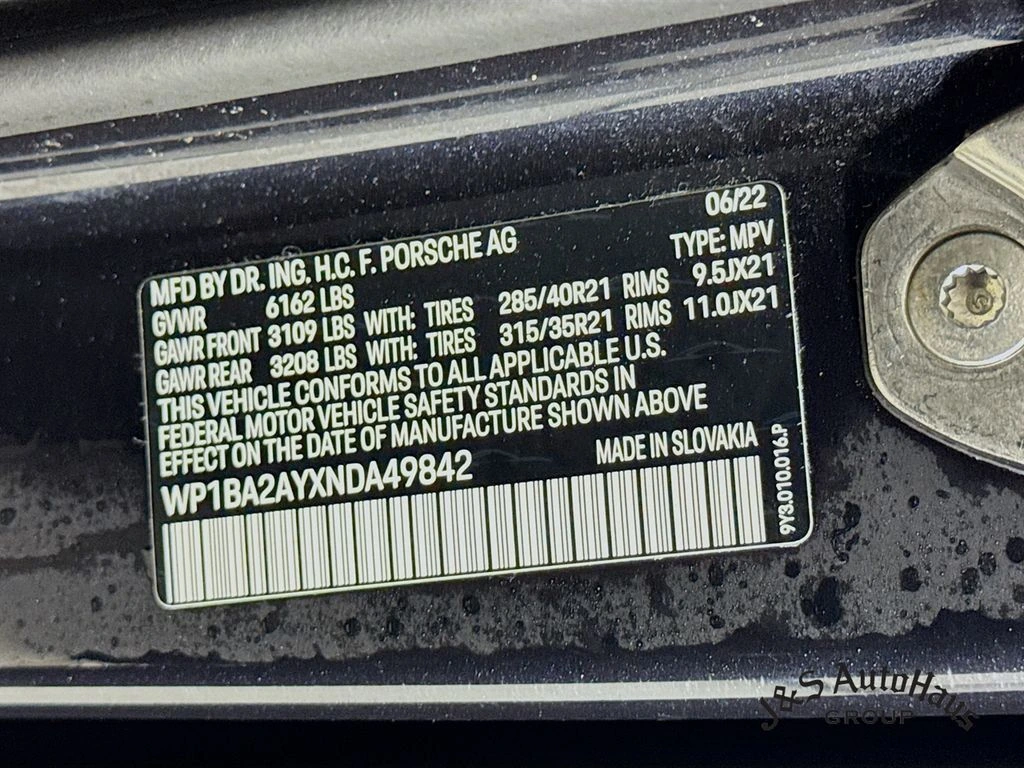 06/22
MFD BY DR. ING. H.C. F. PORSCHE AG TYPE: MPV
GVWR 6162 LBS
GAWR FRONT 3109 LBS WITH: TIRES 285/40R21 RIMS 9.5JX21
GAWR REAR 3208 LBS WITH: TIRES 315/35R21 RIMS 11.0JX21
THIS VEHICLE CONFORMS TO ALL APPLICABLE U.S.
FEDERAL MOTOR VEHICLE SAFETY STANDARDS IN
EFFECT ON THE DATE OF MANUFACTURE SHOWN ABOVE
WP1BA2AYXNDA49842 MADE IN SLOVAKIA
9Y3.010.016.P
J&S AutoHaus
GROUP